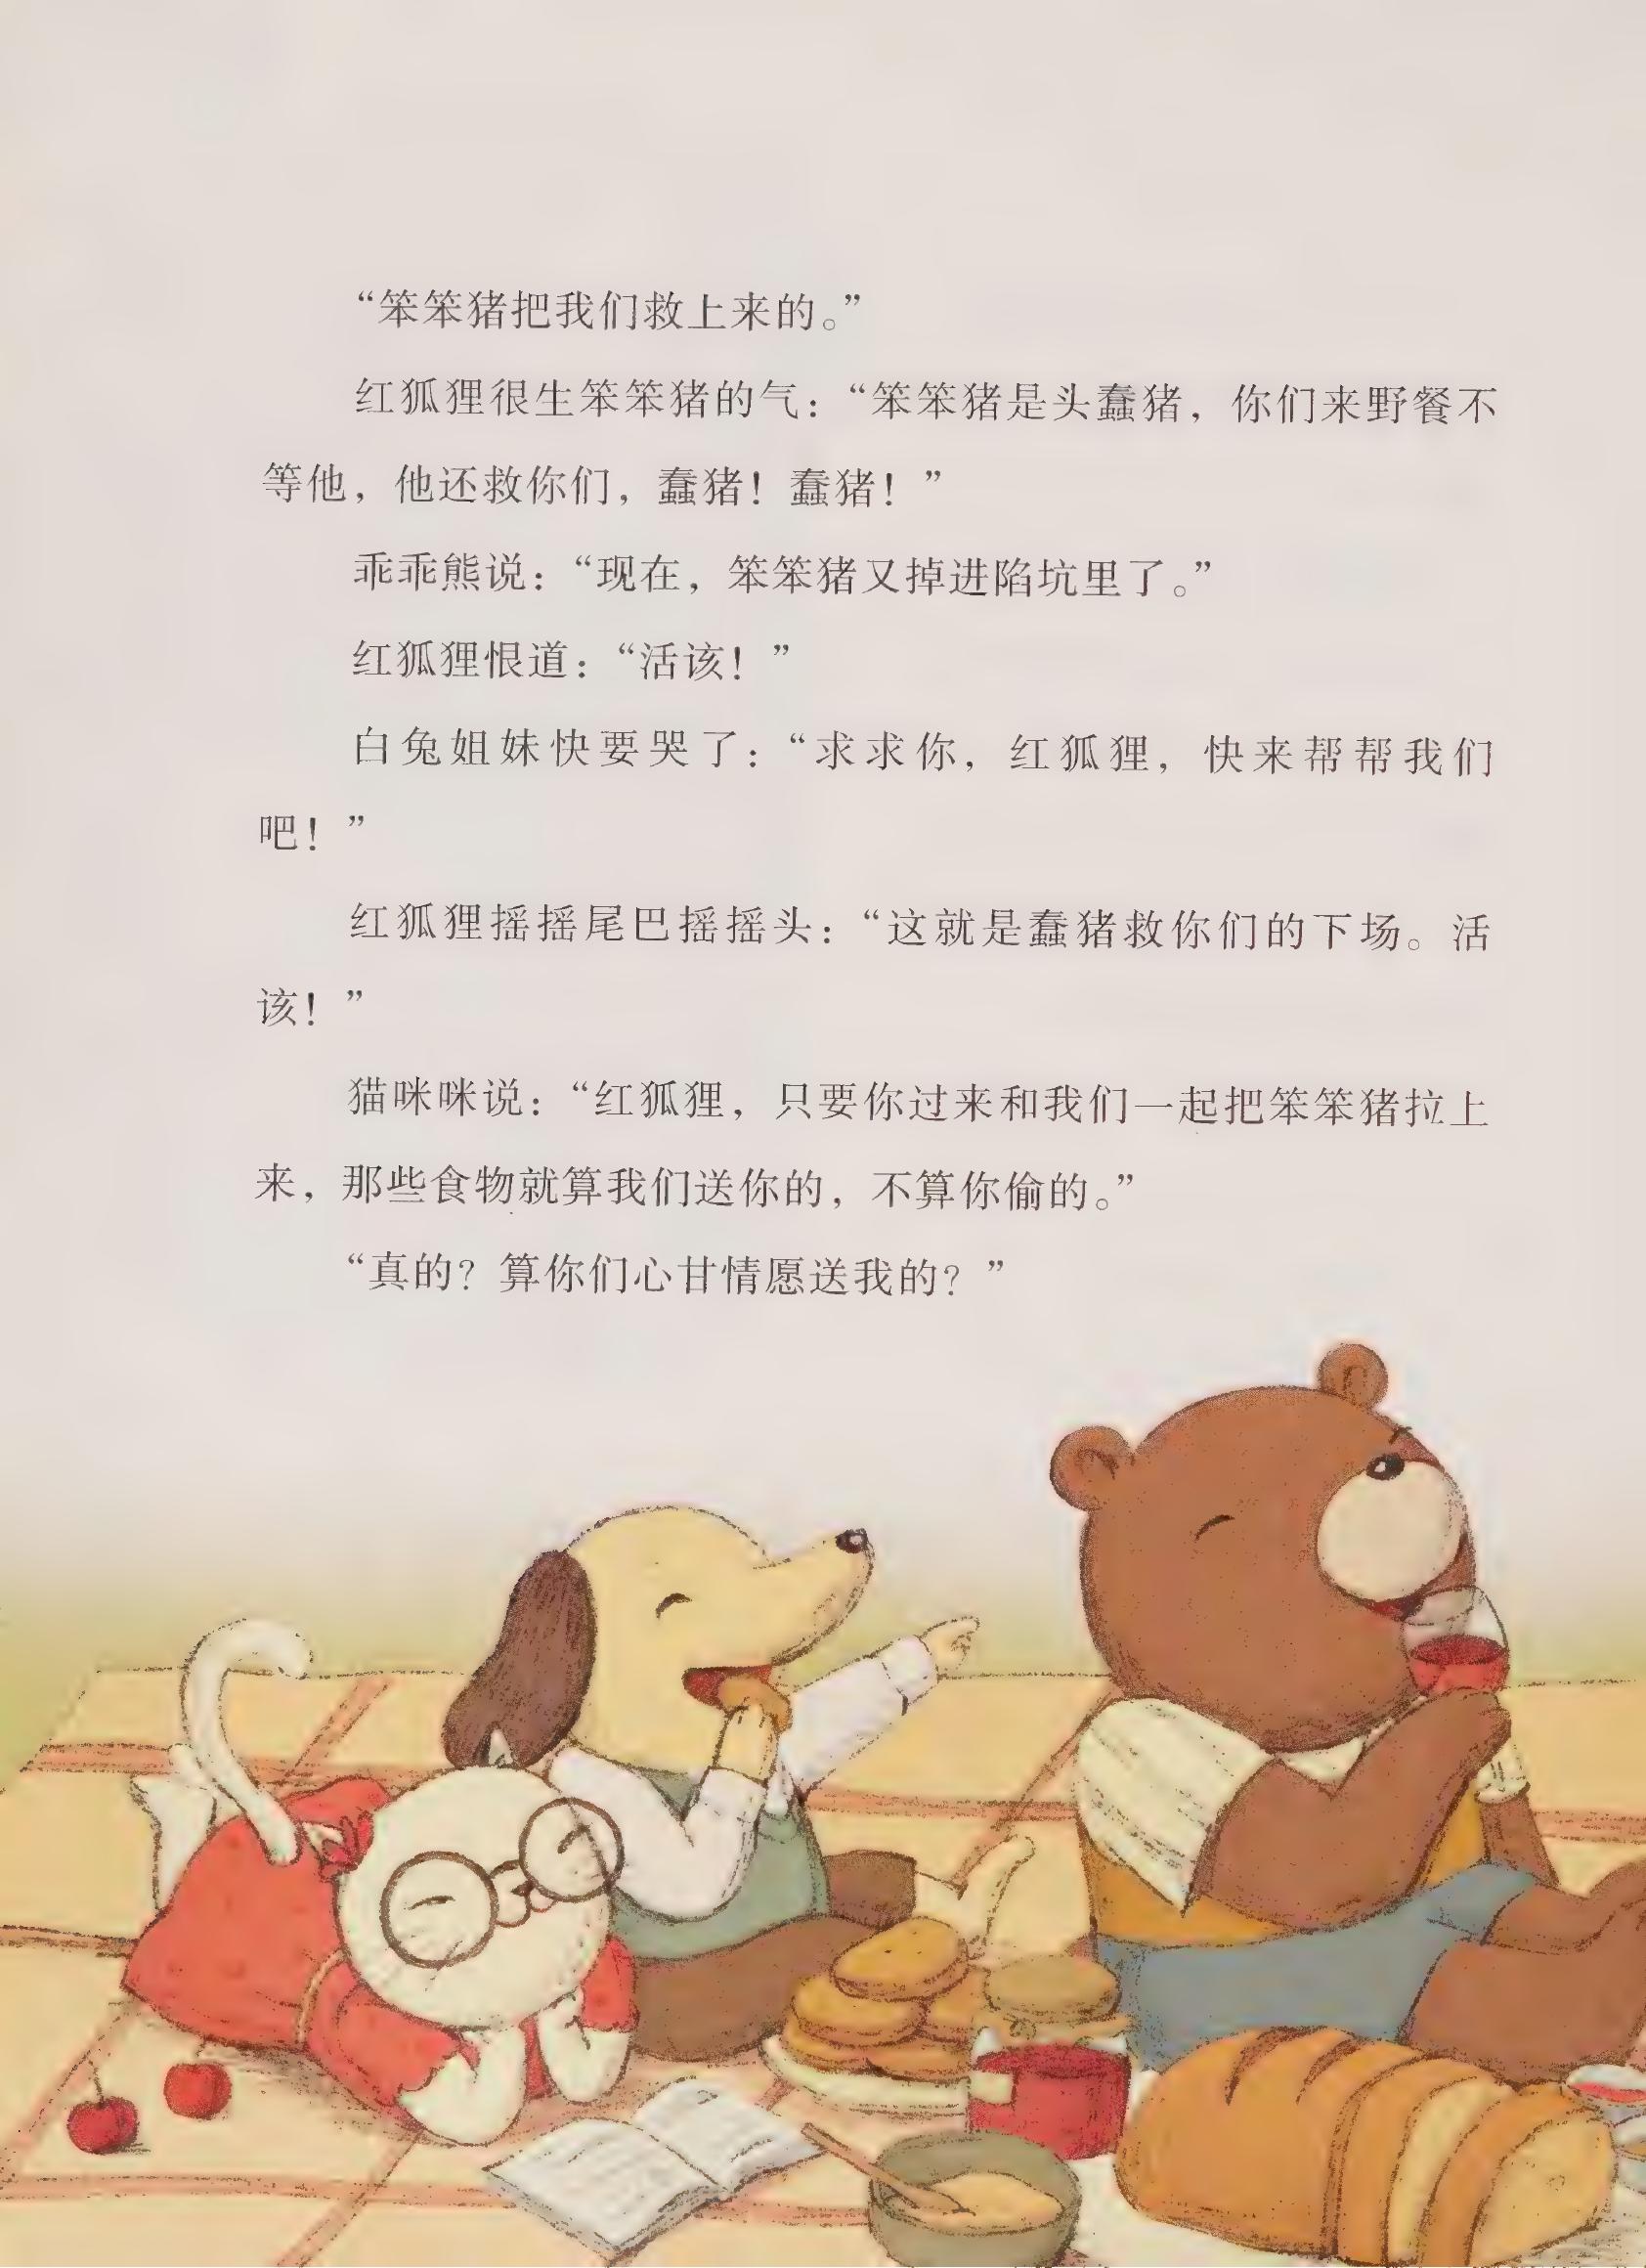 “笨笨猪把我们救上来的。”
红狐狸很生笨笨猪的气：“笨笨猪是头蠢猪，你们来野餐不
等他，他还救你们，蠢猪！蠢猪！”
乖乖熊说：“现在，笨笨猪又掉进陷坑里了。”
红狐狸恨道：“活该！”
白兔姐妹快要哭了：“求求你，红狐狸，快来帮帮我们
吧！”
红狐狸摇摇尾巴摇摇头：“这就是蠢猪救你们的下场。活
该！”
猫咪咪说：“红狐狸，只要你过来和我们一起把笨笨猪拉上
来，那些食物就算我们送你的，不算你偷的。”
“真的？算你们心甘情愿送我的？”